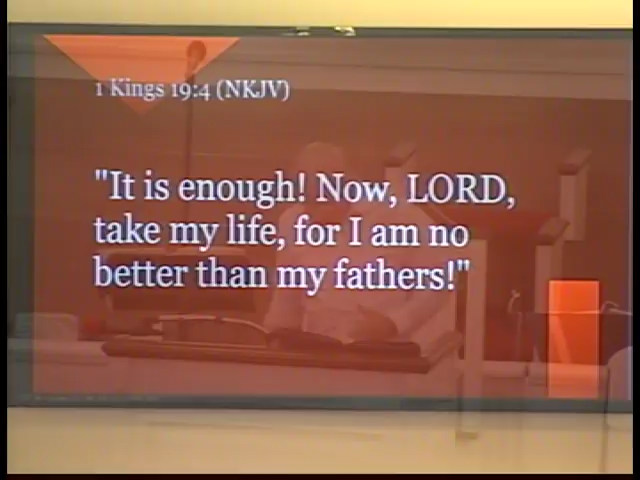 1 Kings 19:4 (NKJV)
"It is enough! Now, LORD,
take my life, for I am no
better than my fathers!"